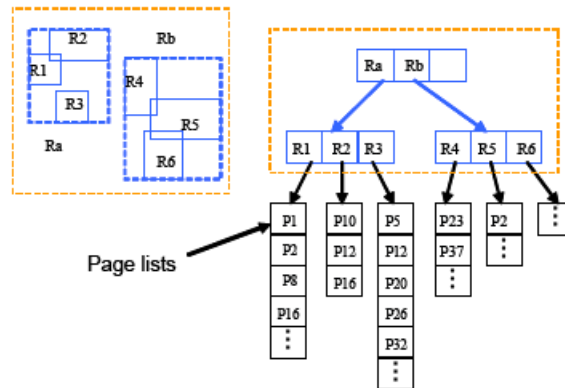 R2 Rb
R1 R4
R3 R5
Ra R6
Ra Rb
R1 R2 R3 R4 R5 R6
P1 P10 P5 P23 P2 ⋮
P2 P12 P12 P37 ⋮
P8 P16 P20 ⋮
P16 P26
⋮ P32
⋮
Page lists